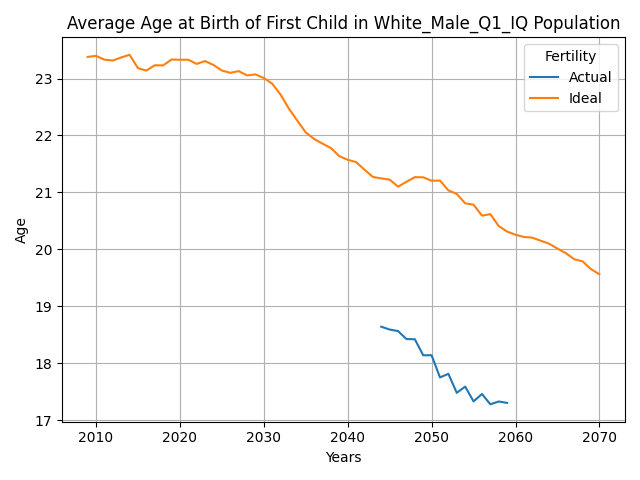 Average Age at Birth of First Child in White_Male_Q1_IQ Population
Fertility
Actual
Ideal
Age
23
22
21
20
19
18
17
2010 2020 2030 2040 2050 2060 2070
Years